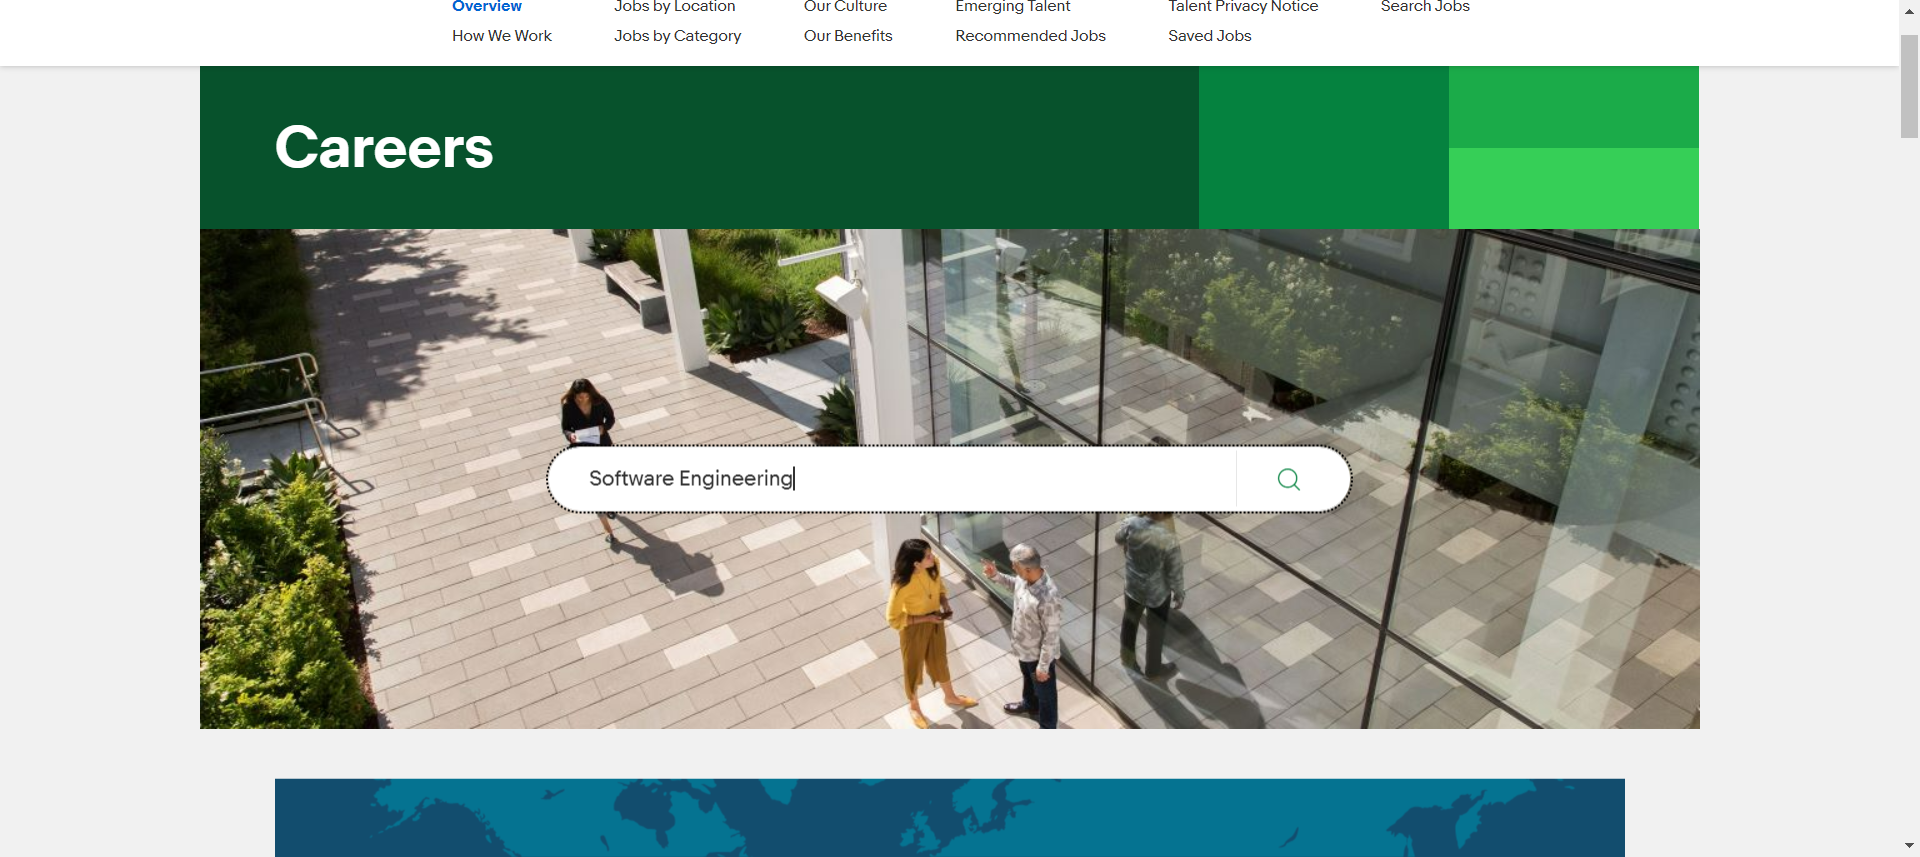 Overview Jobs by Location Our Culture Emerging Talent Talent Privacy Notice Search Jobs
How We Work Jobs by Category Our Benefits Recommended Jobs Saved Jobs
Careers
Software Engineering